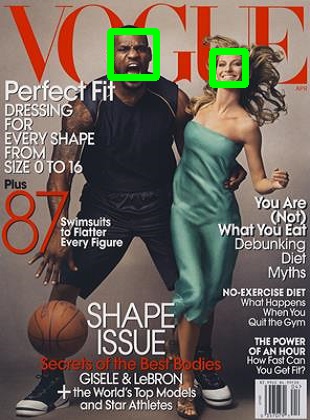 VOGUE
APR
Perfect Fit
DRESSING
FOR
EVERY SHAPE
FROM
SIZE 0 TO 16
Plus
87
Swimsuits
to Flatter
Every Figure
You Are
(Not)
What You Eat
Debunking
Diet
Myths
NO-EXERCISE DIET
What Happens
When You
Quit the Gym
THE POWER
OF AN HOUR
How Fast Can
You Get Fit?
SHAPE
ISSUE
Secrets of the Best Bodies
GISELE & LeBRON
+ the World's Top Models
and Star Athletes